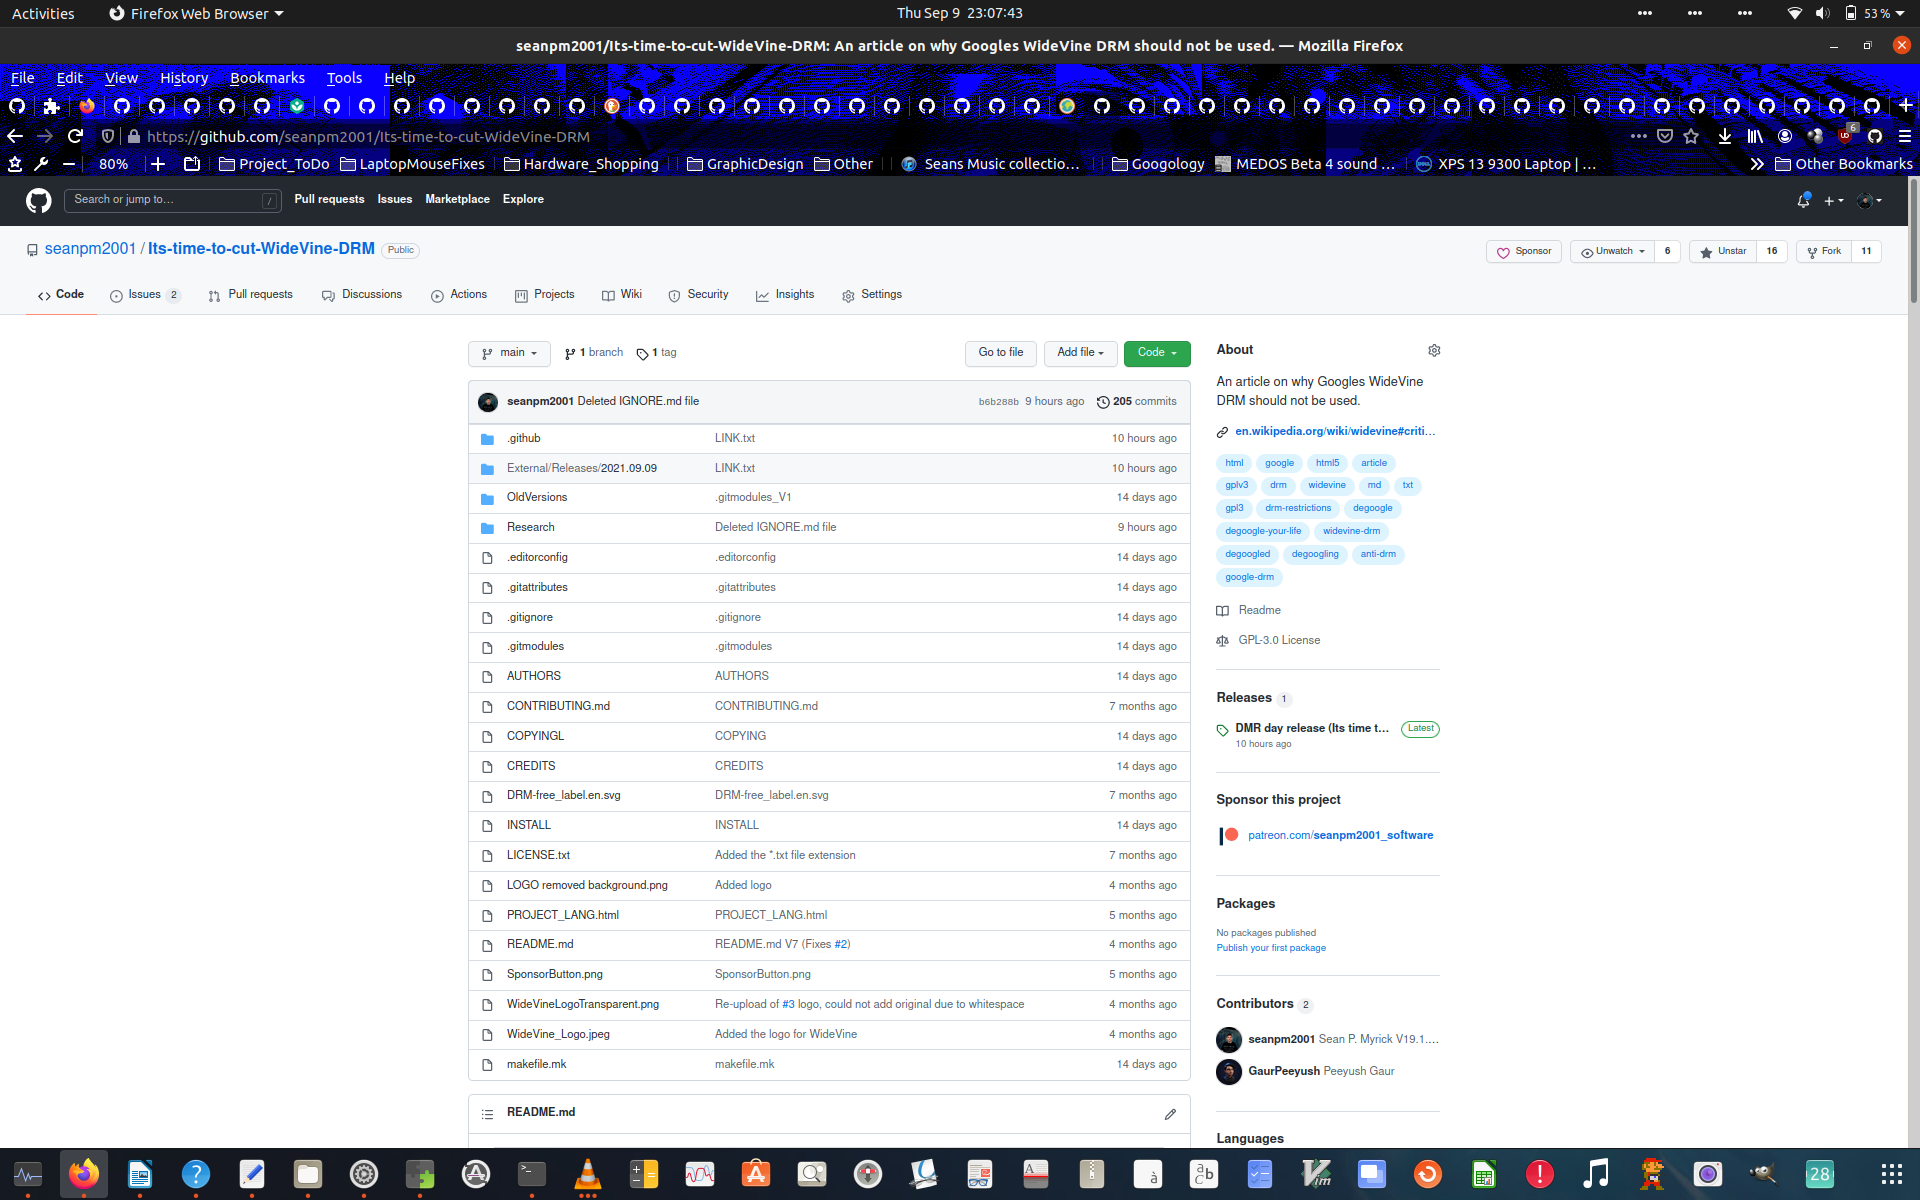 Activities Firefox Web Browser Thu Sep 9 23:07:43 53 %
seanpm2001/Its-time-to-cut-WideVine-DRM: An article on why Googles WideVine DRM should not be used. — Mozilla Firefox
File Edit View History Bookmarks Tools Help
https://github.com/seanpm2001/Its-time-to-cut-WideVine-DRM 6
80% Project_ToDo LaptopMouseFixes Hardware_Shopping GraphicDesign Other Seans Music collectio… Googology MEDOS Beta 4 sound … XPS 13 9300 Laptop | … Other Bookmarks
Search or jump to… / Pull requests Issues Marketplace Explore
seanpm2001 / Its-time-to-cut-WideVine-DRM Public Sponsor Unwatch 6 Unstar 16 Fork 11
Code Issues 2 Pull requests Discussions Actions Projects Wiki Security Insights Settings
main 1 branch 1 tag Go to file Add file Code
seanpm2001 Deleted IGNORE.md file b6b288b 9 hours ago 205 commits
.github LINK.txt 10 hours ago
External/Releases/2021.09.09 LINK.txt 10 hours ago
OldVersions .gitmodules_V1 14 days ago
Research Deleted IGNORE.md file 9 hours ago
.editorconfig .editorconfig 14 days ago
.gitattributes .gitattributes 14 days ago
.gitignore .gitignore 14 days ago
.gitmodules .gitmodules 14 days ago
AUTHORS AUTHORS 14 days ago
CONTRIBUTING.md CONTRIBUTING.md 7 months ago
COPYINGL COPYING 14 days ago
CREDITS CREDITS 14 days ago
DRM-free_label.en.svg DRM-free_label.en.svg 7 months ago
INSTALL INSTALL 14 days ago
LICENSE.txt Added the *.txt file extension 7 months ago
LOGO removed background.png Added logo 4 months ago
PROJECT_LANG.html PROJECT_LANG.html 5 months ago
README.md README.md V7 (Fixes #2) 4 months ago
SponsorButton.png SponsorButton.png 5 months ago
WideVineLogoTransparent.png Re-upload of #3 logo, could not add original due to whitespace 4 months ago
WideVine_Logo.jpeg Added the logo for WideVine 4 months ago
makefile.mk makefile.mk 14 days ago
README.md
About
An article on why Googles WideVine
DRM should not be used.
en.wikipedia.org/wiki/widevine#criti…
html google html5 article
gplv3 drm widevine md txt
gpl3 drm-restrictions degoogle
degoogle-your-life widevine-drm
degoogled degoogling anti-drm
google-drm
Readme
GPL-3.0 License
Releases 1
DMR day release (Its time t… Latest
10 hours ago
Sponsor this project
patreon.com/seanpm2001_software
Packages
No packages published
Publish your first package
Contributors 2
seanpm2001 Sean P. Myrick V19.1.…
GaurPeeyush Peeyush Gaur
Languages
28